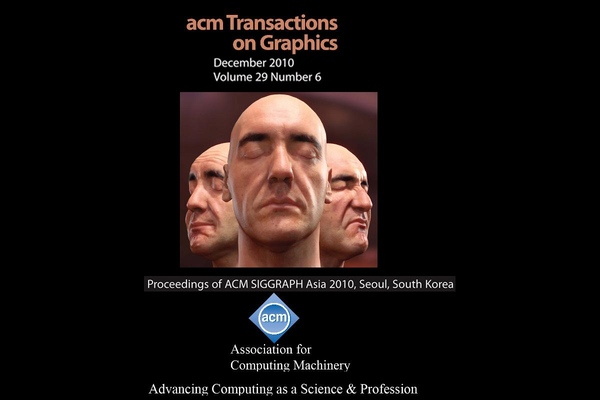 acm Transactions
on Graphics
December 2010
Volume 29 Number 6
Proceedings of ACM SIGGRAPH Asia 2010, Seoul, South Korea
acm
Association for
Computing Machinery
Advancing Computing as a Science & Profession